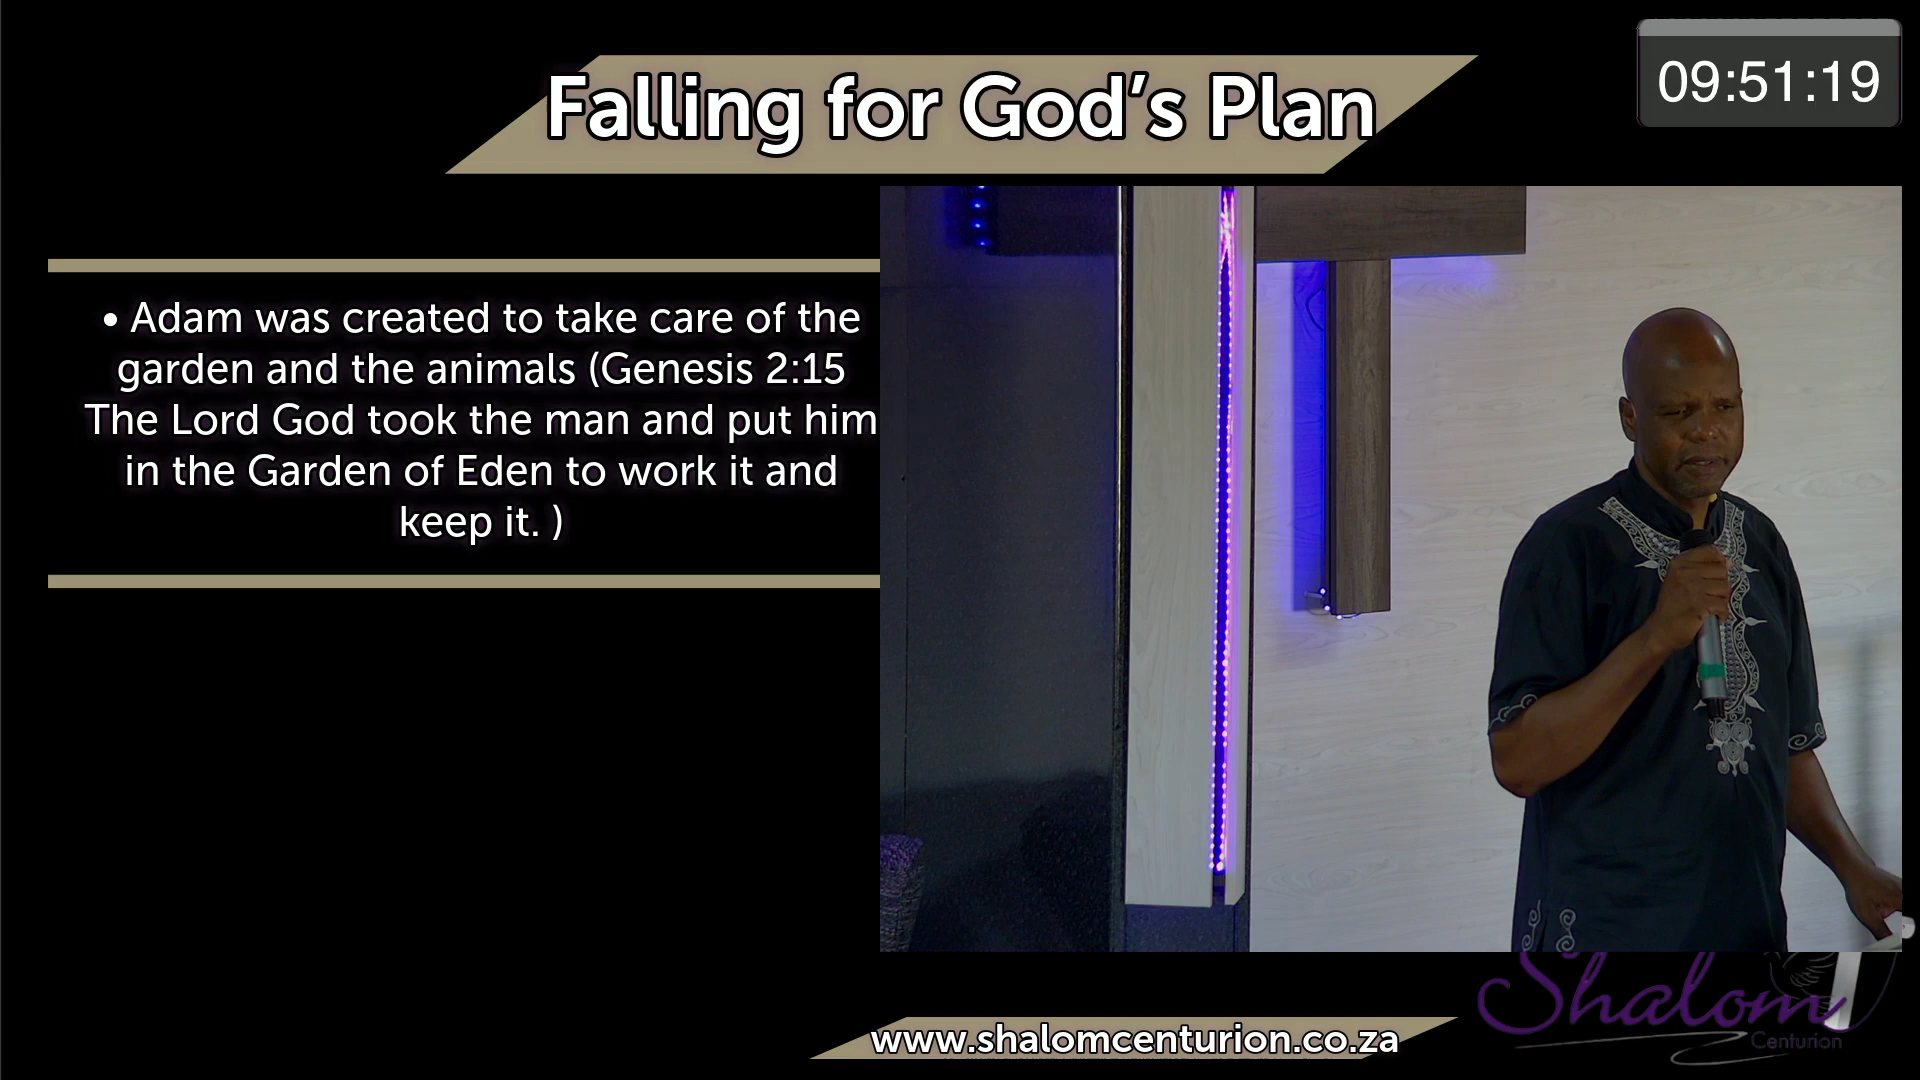 Falling for God's Plan
09:51:19
• Adam was created to take care of the
garden and the animals (Genesis 2:15
The Lord God took the man and put him
in the Garden of Eden to work it and
keep it. )
www.shalomcenturion.co.za
Shalom
Centurion